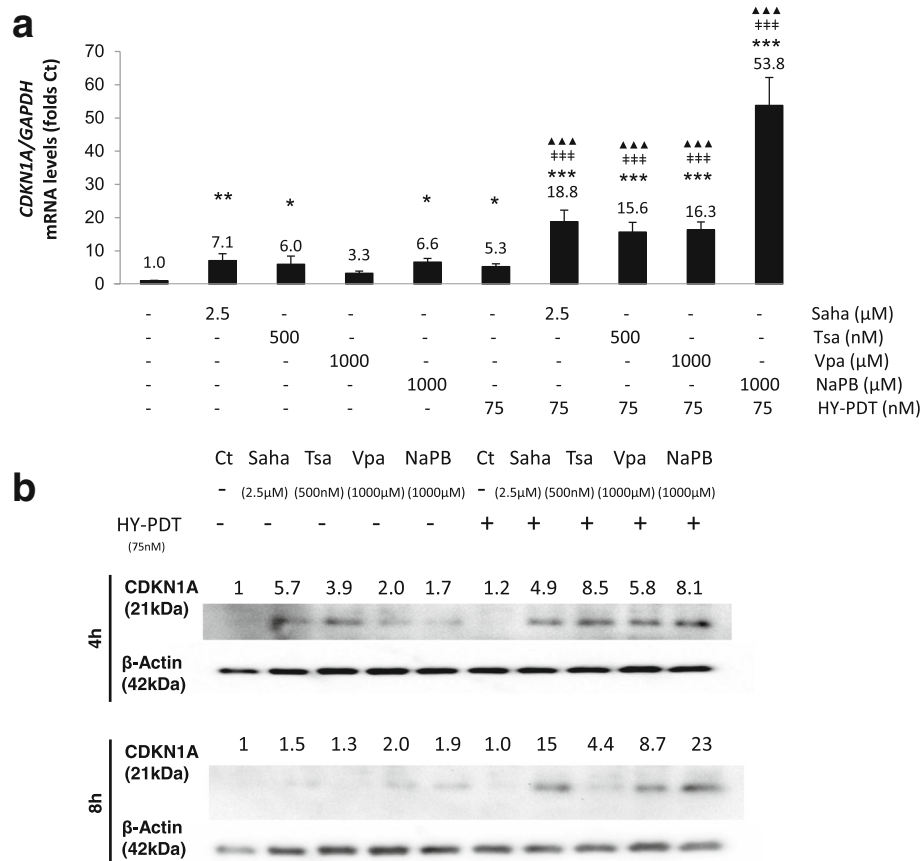 a
CDKN1A/GAPDH
mRNA levels (folds Ct)
70
60
50
40
30
20
10
0
1.0
**
7.1
*
6.0
3.3
*
6.6
*
5.3
▲▲▲
‡‡‡
***
18.8
▲▲▲
‡‡‡
***
15.6
▲▲▲
‡‡‡
***
16.3
▲▲▲
‡‡‡
***
53.8
- 2.5 - - - - 2.5 - - - Saha (µM)
- - 500 - - - - 500 - - Tsa (nM)
- - - 1000 - - - - 1000 - Vpa (µM)
- - - - 1000 - - - - 1000 NaPB (µM)
- - - - - 75 75 75 75 75 HY-PDT (nM)
b
Ct Saha Tsa Vpa NaPB Ct Saha Tsa Vpa NaPB
- (2.5µM) (500nM) (1000µM) (1000µM) - (2.5µM) (500nM) (1000µM) (1000µM)
HY-PDT - - - - - + + + + +
(75nM)
4h
CDKN1A 1 5.7 3.9 2.0 1.7 1.2 4.9 8.5 5.8 8.1
(21kDa)
β-Actin
(42kDa)
8h
CDKN1A 1 1.5 1.3 2.0 1.9 1.0 15 4.4 8.7 23
(21kDa)
β-Actin
(42kDa)